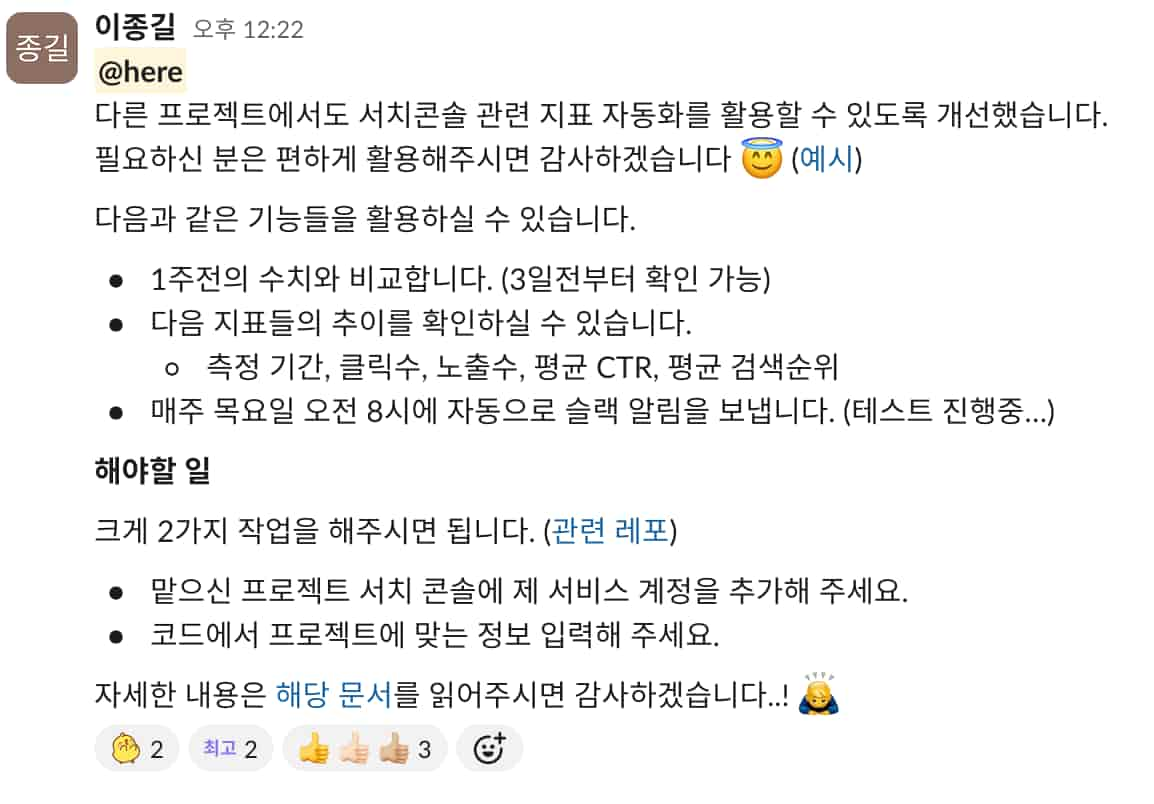 종길
이종길 오후 12:22
@here
다른 프로젝트에서도 서치콘솔 관련 지표 자동화를 활용할 수 있도록 개선했습니다.
필요하신 분은 편하게 활용해주시면 감사하겠습니다 😇 (예시)
다음과 같은 기능들을 활용하실 수 있습니다.
● 1주전의 수치와 비교합니다. (3일전부터 확인 가능)
● 다음 지표들의 추이를 확인하실 수 있습니다.
○ 측정 기간, 클릭수, 노출수, 평균 CTR, 평균 검색순위
● 매주 목요일 오전 8시에 자동으로 슬랙 알림을 보냅니다. (테스트 진행중...)
해야할 일
크게 2가지 작업을 해주시면 됩니다. (관련 레포)
● 맡으신 프로젝트 서치 콘솔에 제 서비스 계정을 추가해 주세요.
● 코드에서 프로젝트에 맞는 정보 입력해 주세요.
자세한 내용은 해당 문서를 읽어주시면 감사하겠습니다..! 🙇
2 최고 2 👍👍🏻👍🏽 3